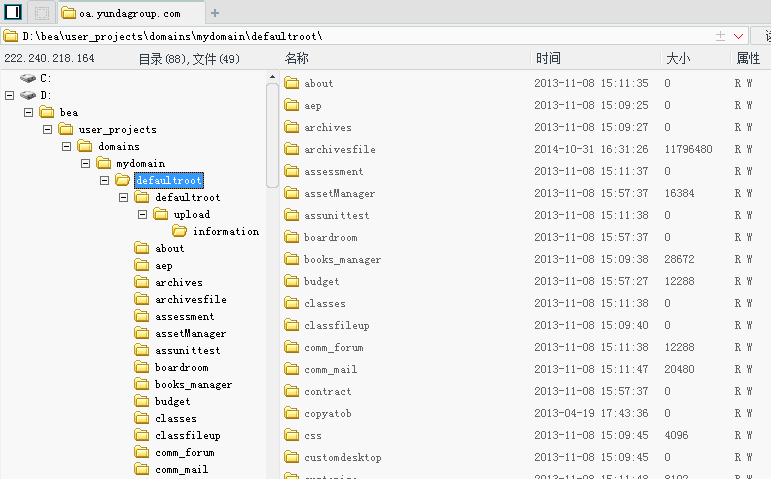 oa.yundagroup.com
D:\bea\user_projects\domains\mydomain\defaultroot\
222.240.218.164 目录(88),文件(49) 名称 时间 大小 属性
C:
D:
bea
user_projects
domains
mydomain
defaultroot
defaultroot
upload
information
about
aep
archives
archivesfile
assessment
assetManager
assunittest
boardroom
books_manager
budget
classes
classfileup
comm_forum
comm_mail
about 2013-11-08 15:11:35 0 R W
aep 2013-11-08 15:09:25 0 R W
archives 2013-11-08 15:09:27 0 R W
archivesfile 2014-10-31 16:31:26 11796480 R W
assessment 2013-11-08 15:11:37 0 R W
assetManager 2013-11-08 15:57:37 16384 R W
assunittest 2013-11-08 15:11:38 0 R W
boardroom 2013-11-08 15:57:37 0 R W
books_manager 2013-11-08 15:09:38 28672 R W
budget 2013-11-08 15:57:27 12288 R W
classes 2013-11-08 15:11:38 0 R W
classfileup 2013-11-08 15:09:40 0 R W
comm_forum 2013-11-08 15:11:38 12288 R W
comm_mail 2013-11-08 15:11:47 20480 R W
contract 2013-11-08 15:57:37 0 R W
copyatob 2013-04-19 17:43:36 0 R W
css 2013-11-08 15:09:45 4096 R W
customdesktop 2013-11-08 15:09:45 0 R W